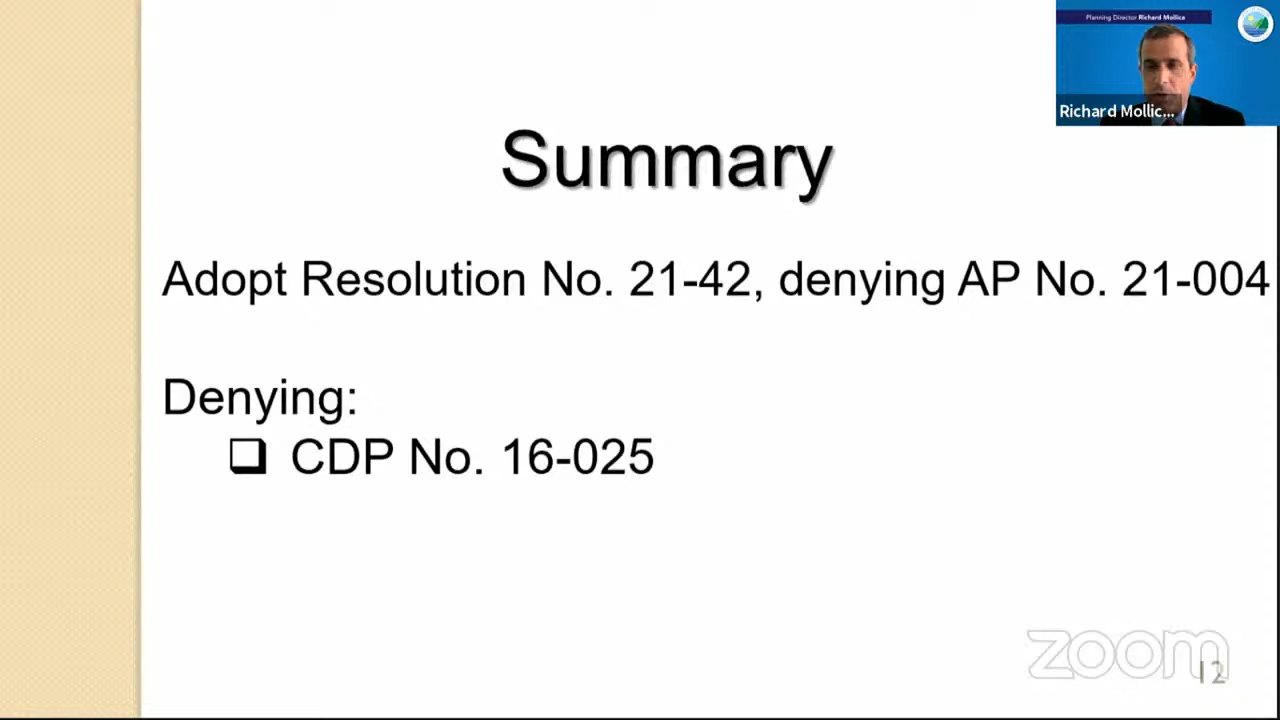 Planning Director Richard Mollica
Richard Mollic...
Summary
Adopt Resolution No. 21-42, denying AP No. 21-004
Denying:
❑ CDP No. 16-025
zoom
12